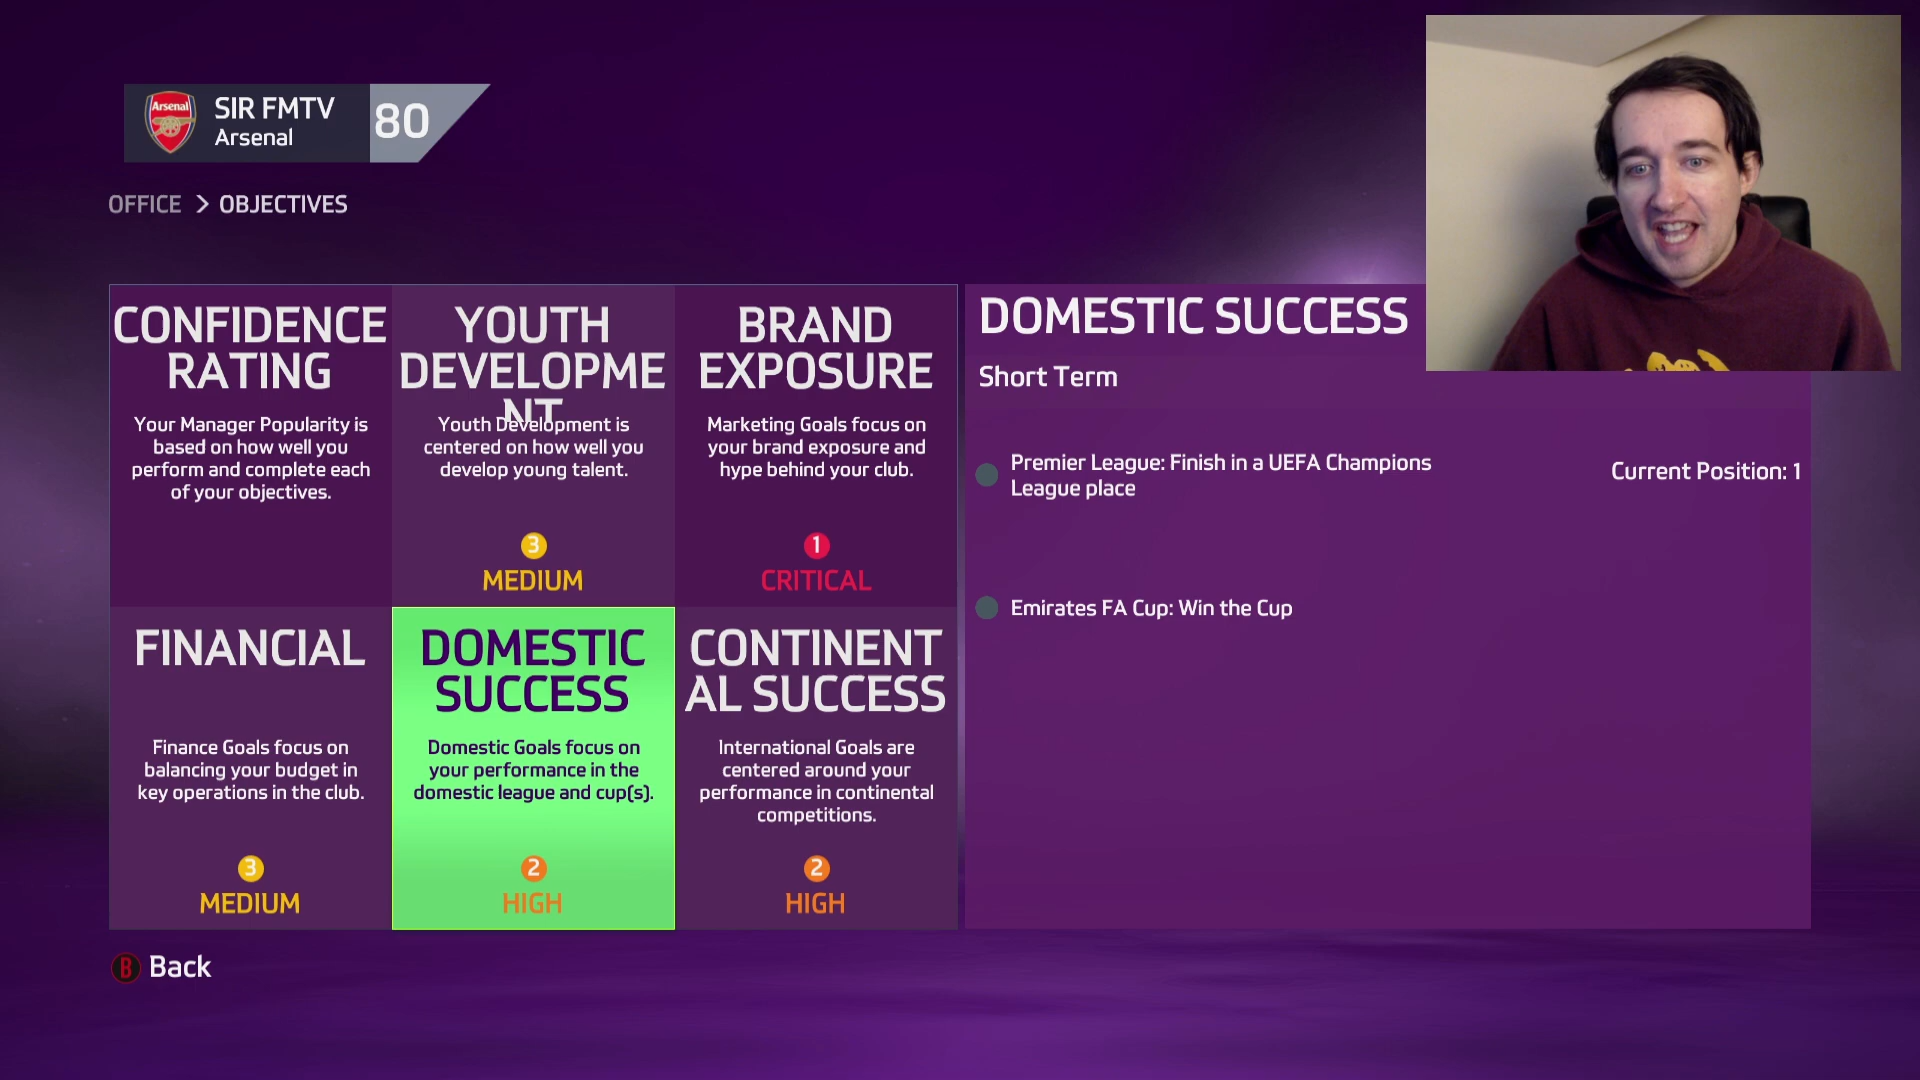 Arsenal
SIR FMTV
Arsenal
80
OFFICE > OBJECTIVES
CONFIDENCE
RATING
Your Manager Popularity is
based on how well you
perform and complete each
of your objectives.
YOUTH
DEVELOPME
NT
Youth Development is
centered on how well you
develop young talent.
3
MEDIUM
BRAND
EXPOSURE
Marketing Goals focus on
your brand exposure and
hype behind your club.
1
CRITICAL
FINANCIAL
Finance Goals focus on
balancing your budget in
key operations in the club.
3
MEDIUM
DOMESTIC
SUCCESS
Domestic Goals focus on
your performance in the
domestic league and cup(s).
2
HIGH
CONTINENT
AL SUCCESS
International Goals are
centered around your
performance in continental
competitions.
2
HIGH
DOMESTIC SUCCESS
Short Term
Premier League: Finish in a UEFA Champions
League place
Current Position: 1
Emirates FA Cup: Win the Cup
B Back